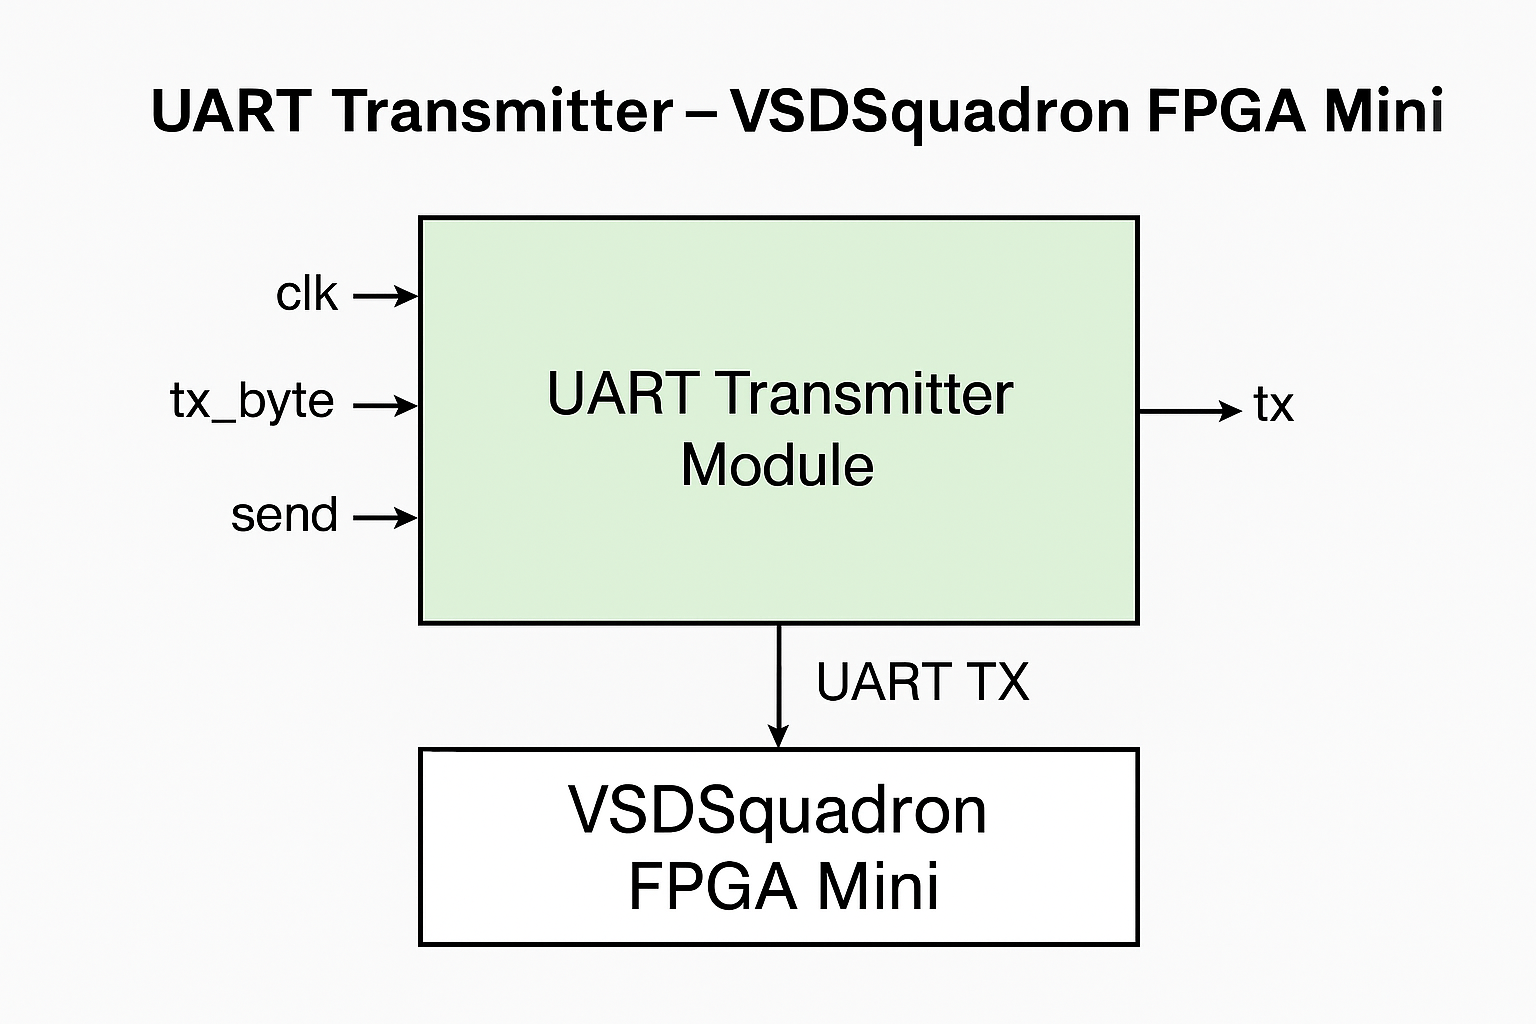 UART Transmitter – VSDSquadron FPGA Mini
clk
tx_byte
send
UART Transmitter
Module
tx
UART TX
VSDSquadron
FPGA Mini